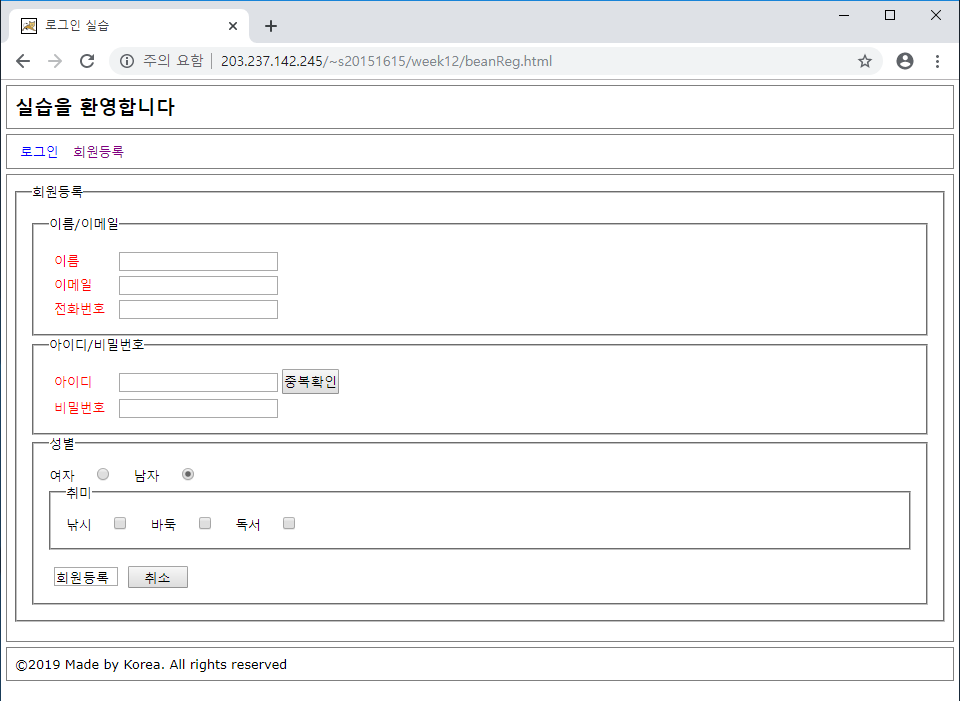 로그인 실습
주의 요함 | 203.237.142.245/~s20151615/week12/beanReg.html
실습을 환영합니다
로그인 회원등록
회원등록
이름/이메일
이름
이메일
전화번호
아이디/비밀번호
아이디 중복확인
비밀번호
성별
여자 남자
취미
낚시 바둑 독서
회원등록 취소
©2019 Made by Korea. All rights reserved